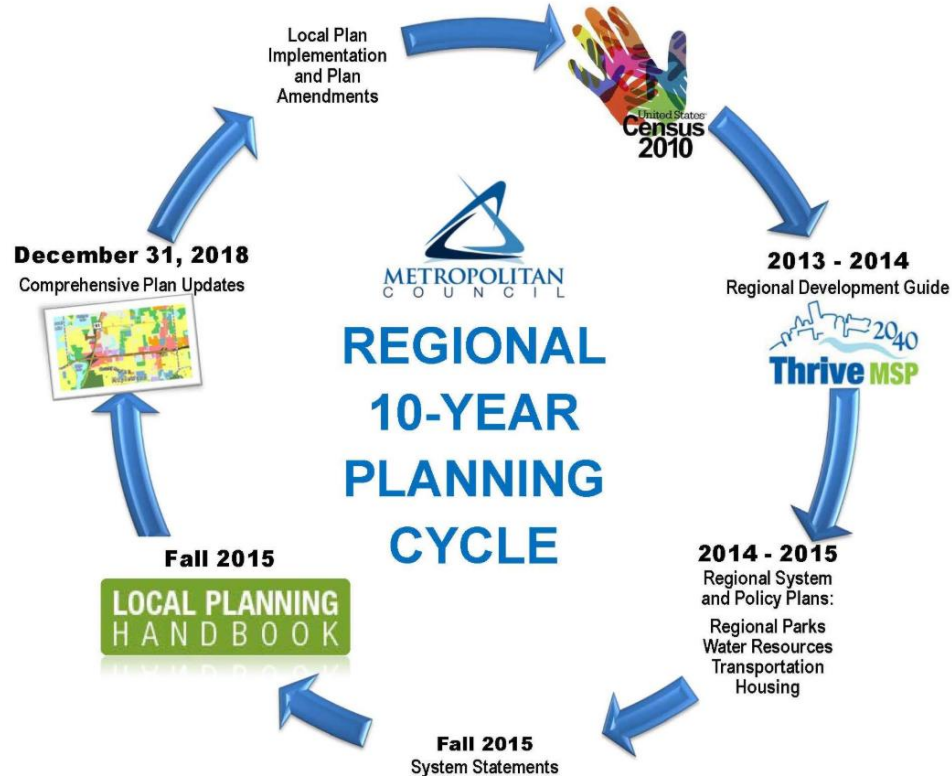 Local Plan
Implementation
and Plan
Amendments
United States
Census
2010
2013 - 2014
Regional Development Guide
2040
Thrive MSP
2014 - 2015
Regional System
and Policy Plans:
Regional Parks
Water Resources
Transportation
Housing
Fall 2015
System Statements
Fall 2015
LOCAL PLANNING
HANDBOOK
December 31, 2018
Comprehensive Plan Updates
METROPOLITAN
COUNCIL
REGIONAL
10-YEAR
PLANNING
CYCLE